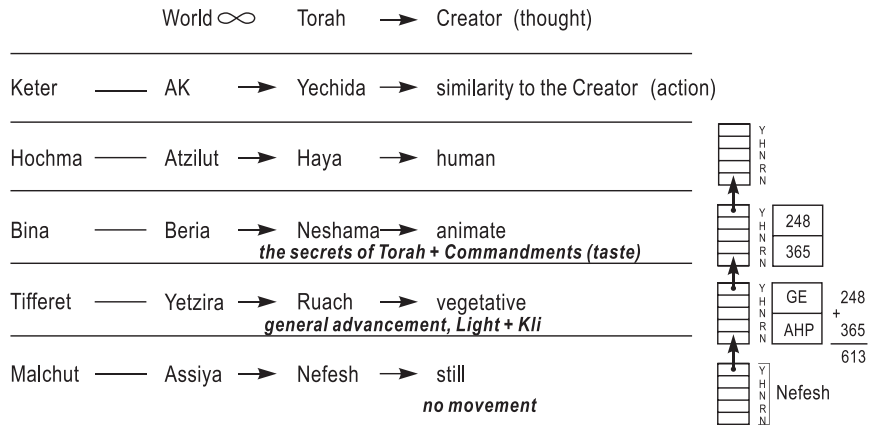 World ∞ Torah → Creator (thought)
Keter — AK → Yechida → similarity to the Creator (action)
Hochma — Atzilut → Haya → human
Bina — Beria → Neshama → animate
the secrets of Torah + Commandments (taste)
Tifferet — Yetzira → Ruach → vegetative
general advancement, Light + Kli
Malchut — Assiya → Nefesh → still
no movement
Y
H
N
R
N
Y
H
N
R
N
248
365
Y
H
N
R
N
GE
AHP
248
+
365
613
Y
H
N
R
N
Nefesh